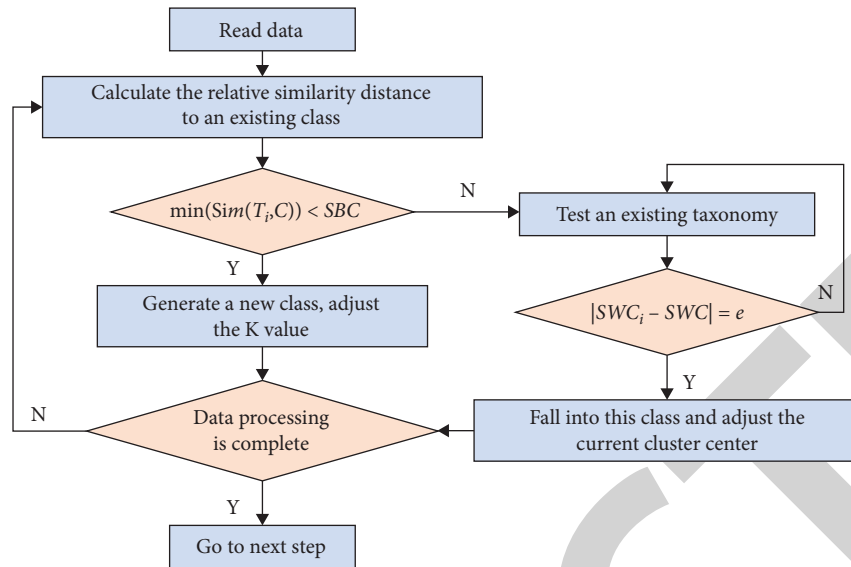 Read data
Calculate the relative similarity distance
to an existing class
min(Sim(Tᵢ,C)) < SBC
N
Test an existing taxonomy
Y
N
Generate a new class, adjust
the K value
|SWCᵢ – SWC| = e
Y
N
Data processing
is complete
Fall into this class and adjust the
current cluster center
Y
Go to next step